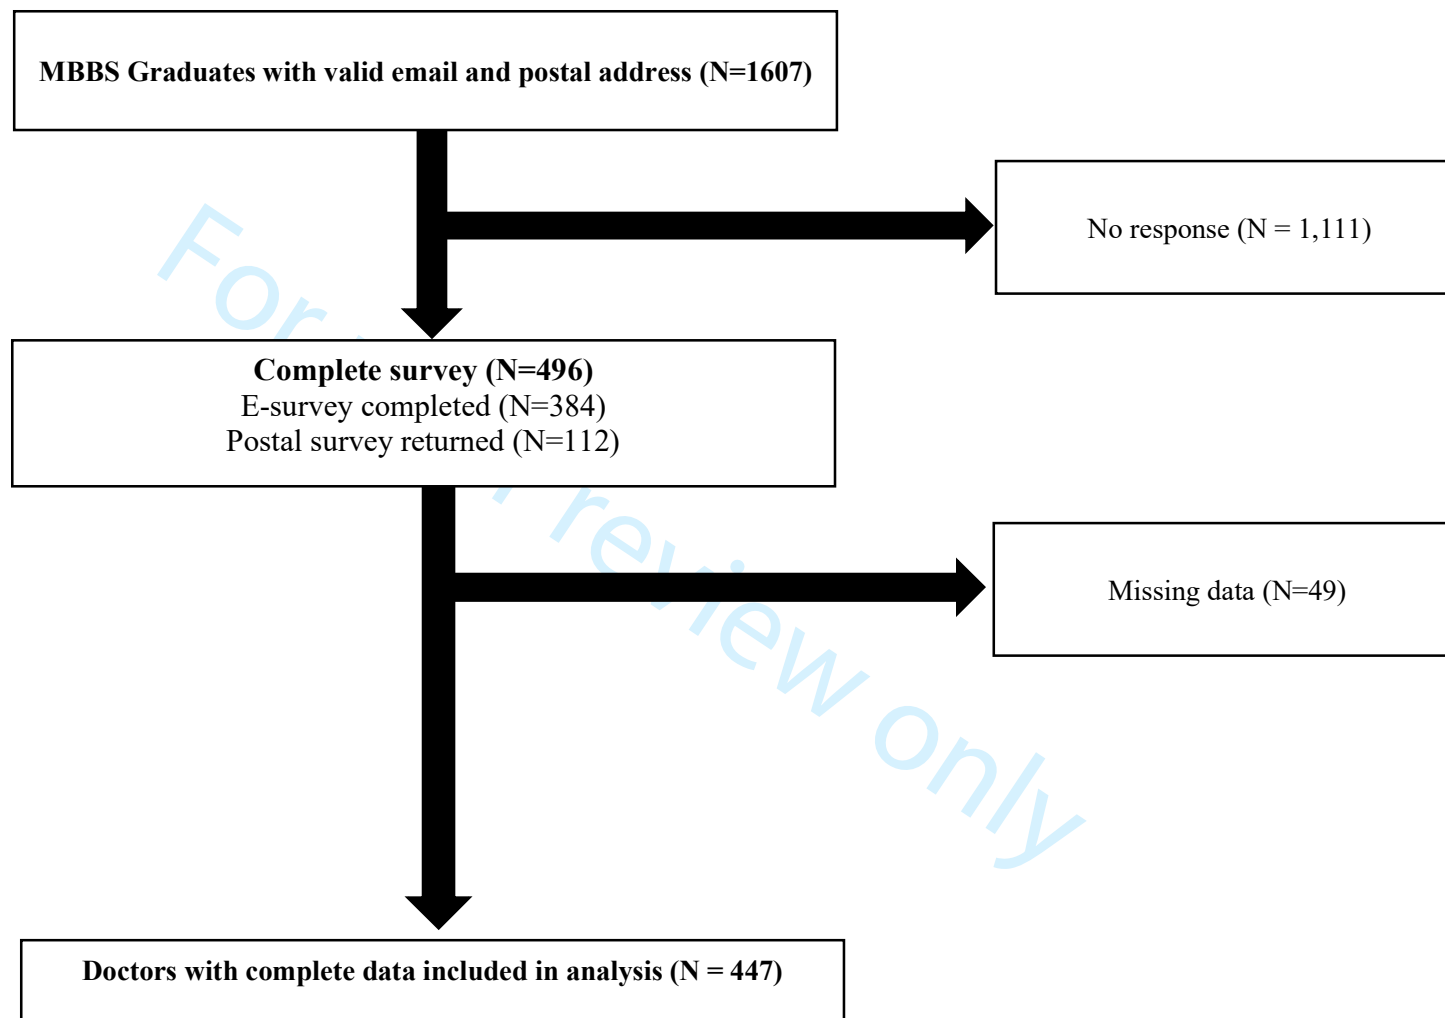 MBBS Graduates with valid email and postal address (N=1607)
No response (N = 1,111)
Complete survey (N=496)
E-survey completed (N=384)
Postal survey returned (N=112)
Missing data (N=49)
Doctors with complete data included in analysis (N = 447)
For review only